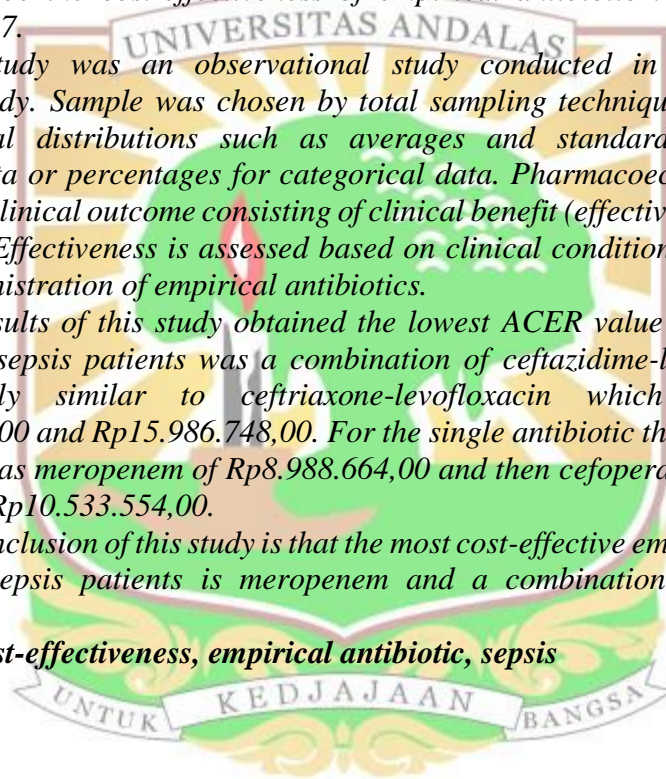 7.
UNIVERSITAS ANDALAS
tudy was an observational study conducted in
dy. Sample was chosen by total sampling techniqu
al distributions such as averages and standard
ta or percentages for categorical data. Pharmacoec
linical outcome consisting of clinical benefit (effectiv
Effectiveness is assessed based on clinical condition
nistration of empirical antibiotics.
sults of this study obtained the lowest ACER value
sepsis patients was a combination of ceftazidime-l
ly similar to ceftriaxone-levofloxacin which
00 and Rp15.986.748,00. For the single antibiotic th
as meropenem of Rp8.988.664,00 and then cefopera
Rp10.533.554,00.
nclusion of this study is that the most cost-effective em
sepsis patients is meropenem and a combination
st-effectiveness, empirical antibiotic, sepsis
UNTUK KEDJAJAAN BANGSA